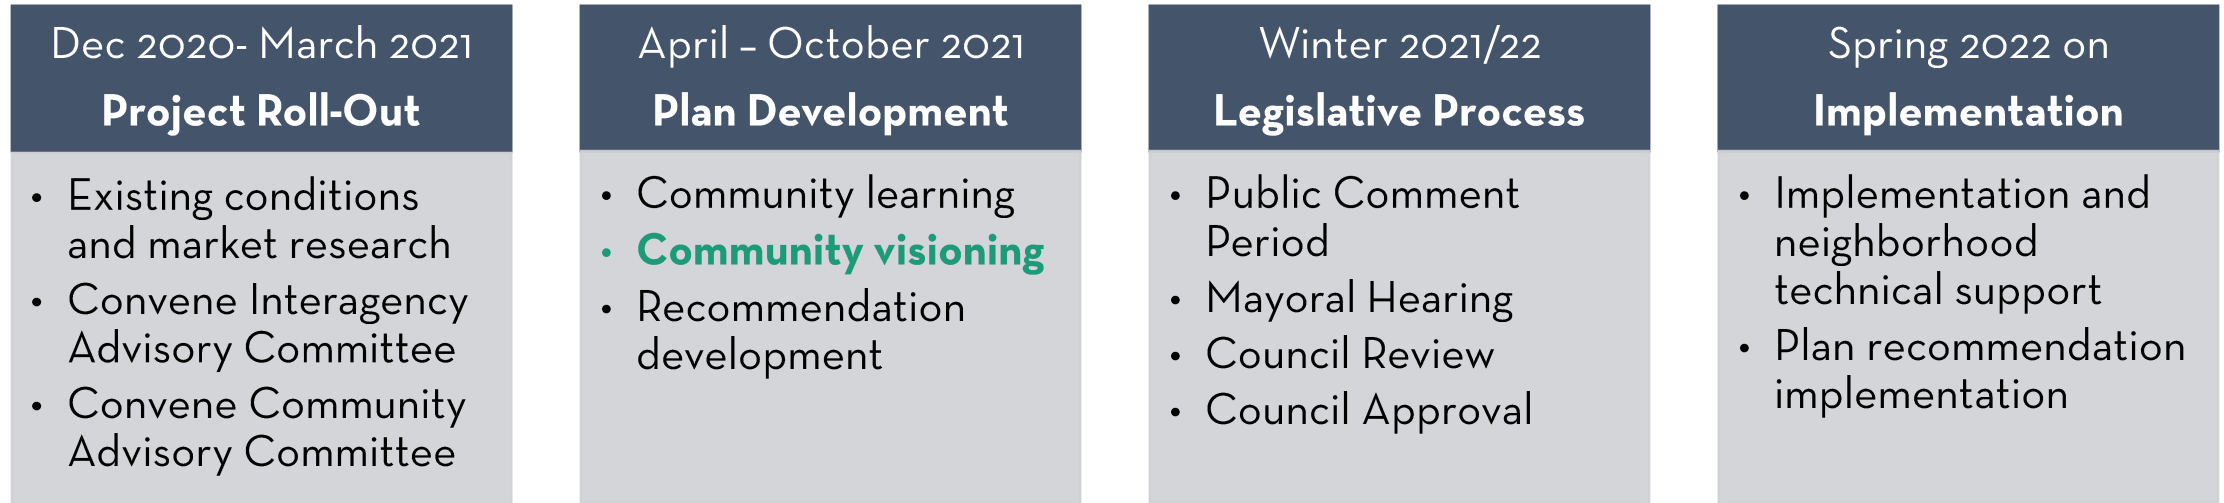 Dec 2020- March 2021
Project Roll-Out
• Existing conditions
and market research
• Convene Interagency
Advisory Committee
• Convene Community
Advisory Committee
April – October 2021
Plan Development
• Community learning
• Community visioning
• Recommendation
development
Winter 2021/22
Legislative Process
• Public Comment
Period
• Mayoral Hearing
• Council Review
• Council Approval
Spring 2022 on
Implementation
• Implementation and
neighborhood
technical support
• Plan recommendation
implementation